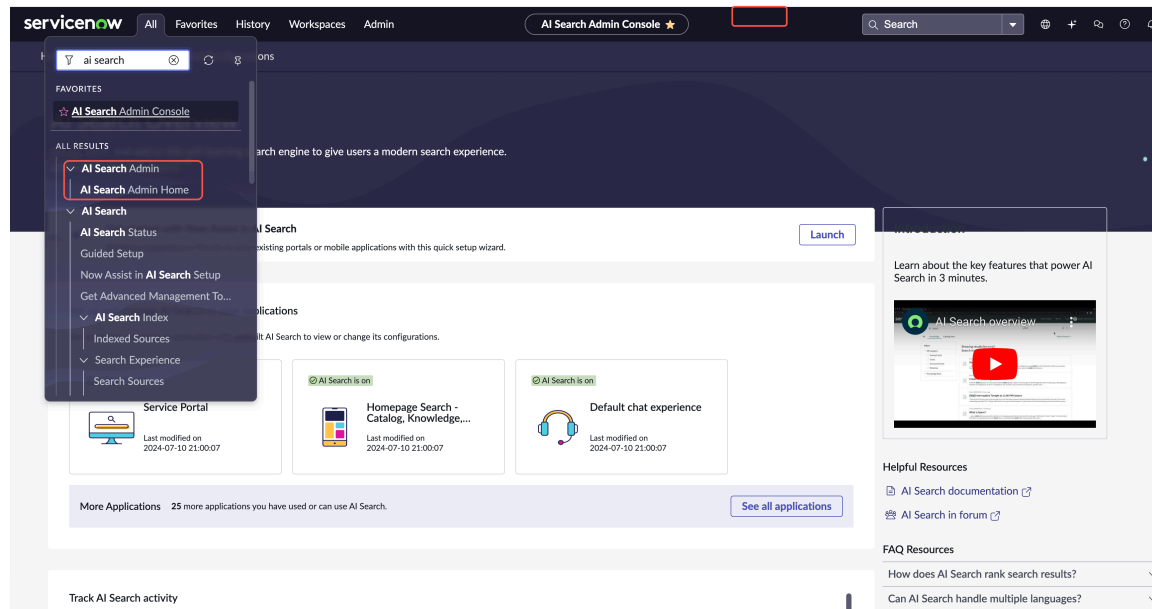 servicenow All Favorites History Workspaces Admin AI Search Admin Console Search
ai search
ons
FAVORITES
AI Search Admin Console
ALL RESULTS
AI Search Admin
AI Search Admin Home
AI Search
AI Search Status
Guided Setup
Now Assist in AI Search Setup
Get Advanced Management To...
AI Search Index
Indexed Sources
Search Experience
Search Sources
arch engine to give users a modern search experience.
AI Search
existing portals or mobile applications with this quick setup wizard.
Launch
plications
ilt AI Search to view or change its configurations.
Service Portal
Last modified on
2024-07-10 21:00:07
AI Search is on
Homepage Search -
Catalog, Knowledge,...
Last modified on
2024-07-10 21:00:07
AI Search is on
Default chat experience
Last modified on
2024-07-10 21:00:07
More Applications 25 more applications you have used or can use AI Search.
See all applications
Track AI Search activity
Introduction
Learn about the key features that power AI
Search in 3 minutes.
AI Search overview
Helpful Resources
AI Search documentation
AI Search in forum
FAQ Resources
How does AI Search rank search results?
Can AI Search handle multiple languages?